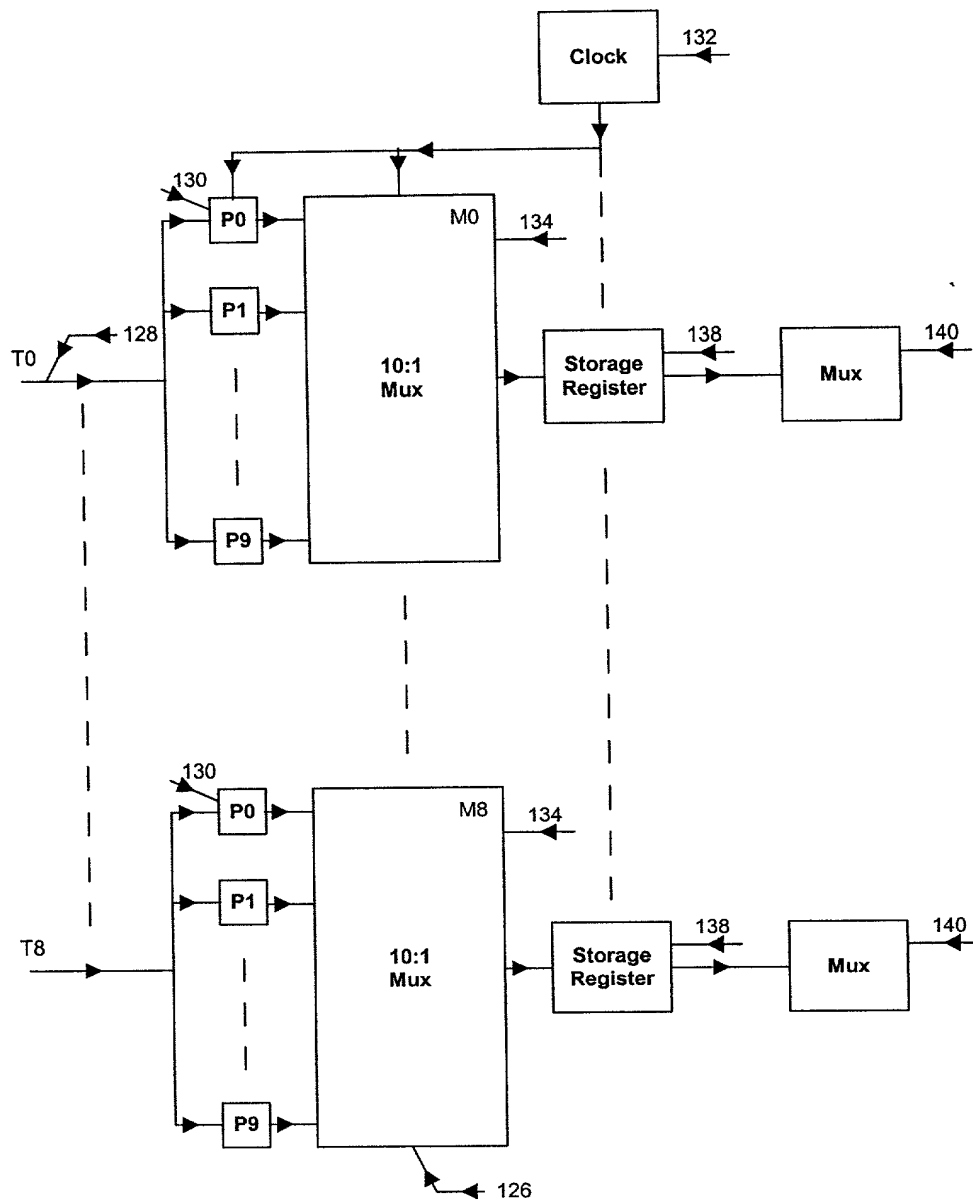 Clock
132
130
P0
M0
134
P1
T0
128
10:1
Mux
Storage
Register
138
Mux
140
P9
130
P0
M8
134
P1
T8
10:1
Mux
Storage
Register
138
Mux
140
P9
126